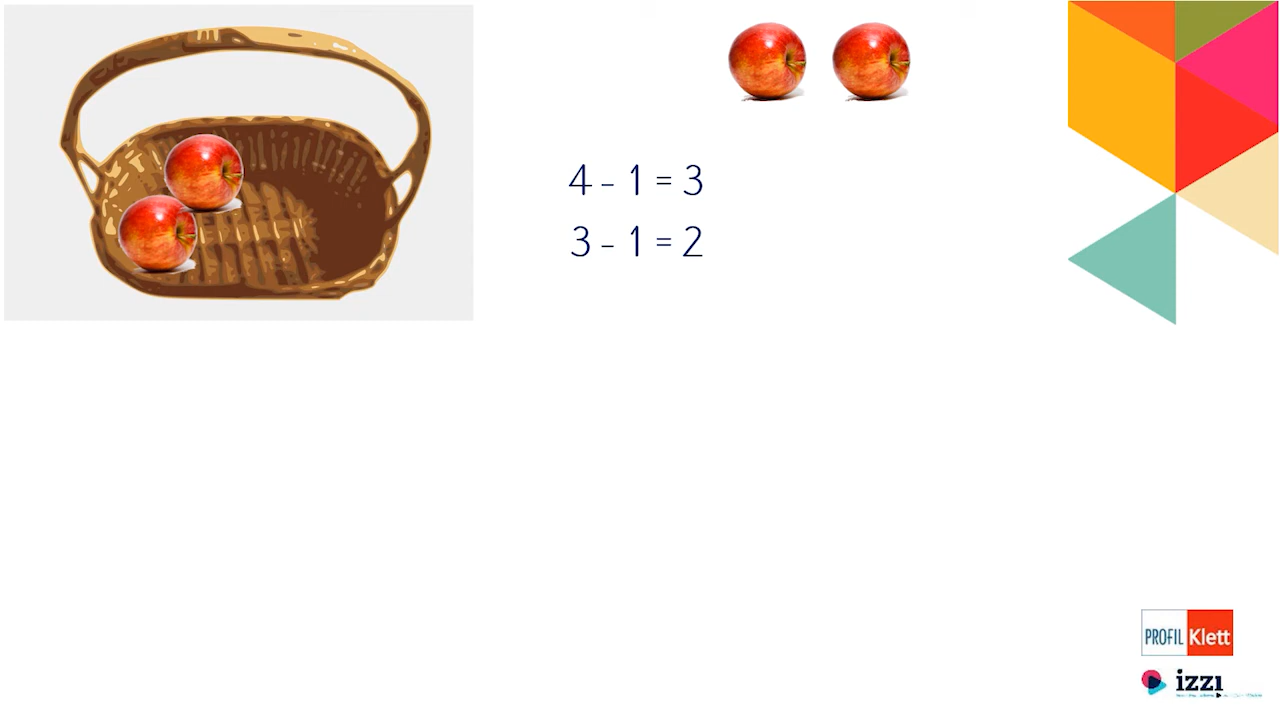 4 - 1 = 3
3 - 1 = 2
PROFIL Klett
izzi